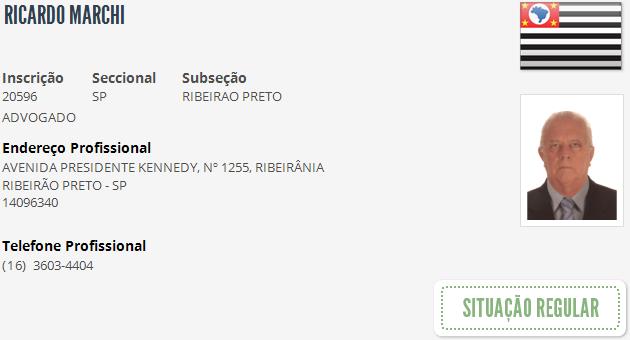 RICARDO MARCHI
Inscrição Seccional Subseção
20596 SP RIBEIRAO PRETO
ADVOGADO
Endereço Profissional
AVENIDA PRESIDENTE KENNEDY, Nº 1255, RIBEIRÂNIA
RIBEIRÃO PRETO - SP
14096340
Telefone Profissional
(16) 3603-4404
SITUAÇÃO REGULAR